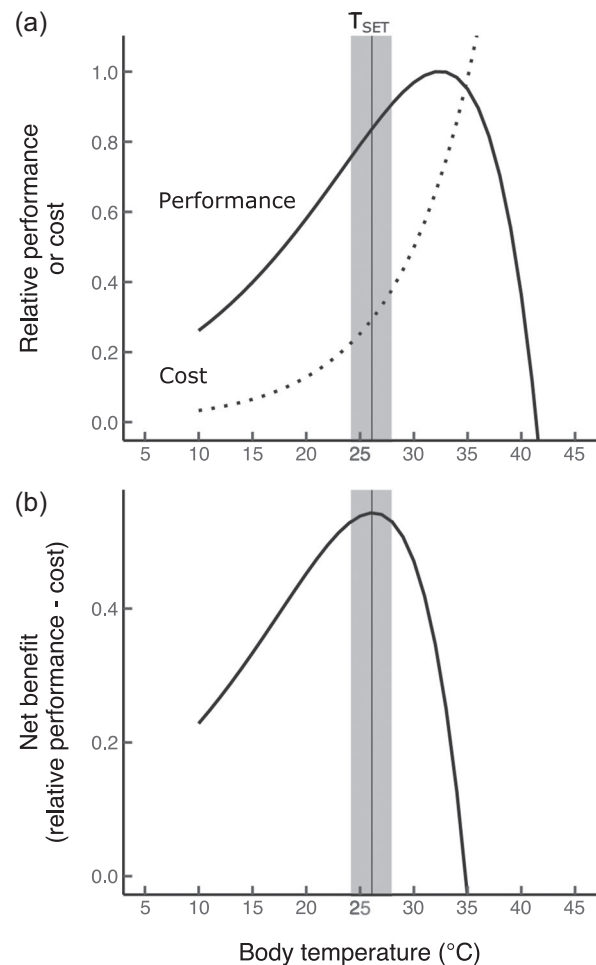 (a)
T_SET
1.0
0.8
0.6
0.4
0.2
0.0
Relative performance
or cost
Performance
Cost
5 10 15 20 25 30 35 40 45
(b)
0.4
0.2
0.0
Net benefit
(relative performance - cost)
5 10 15 20 25 30 35 40 45
Body temperature (°C)